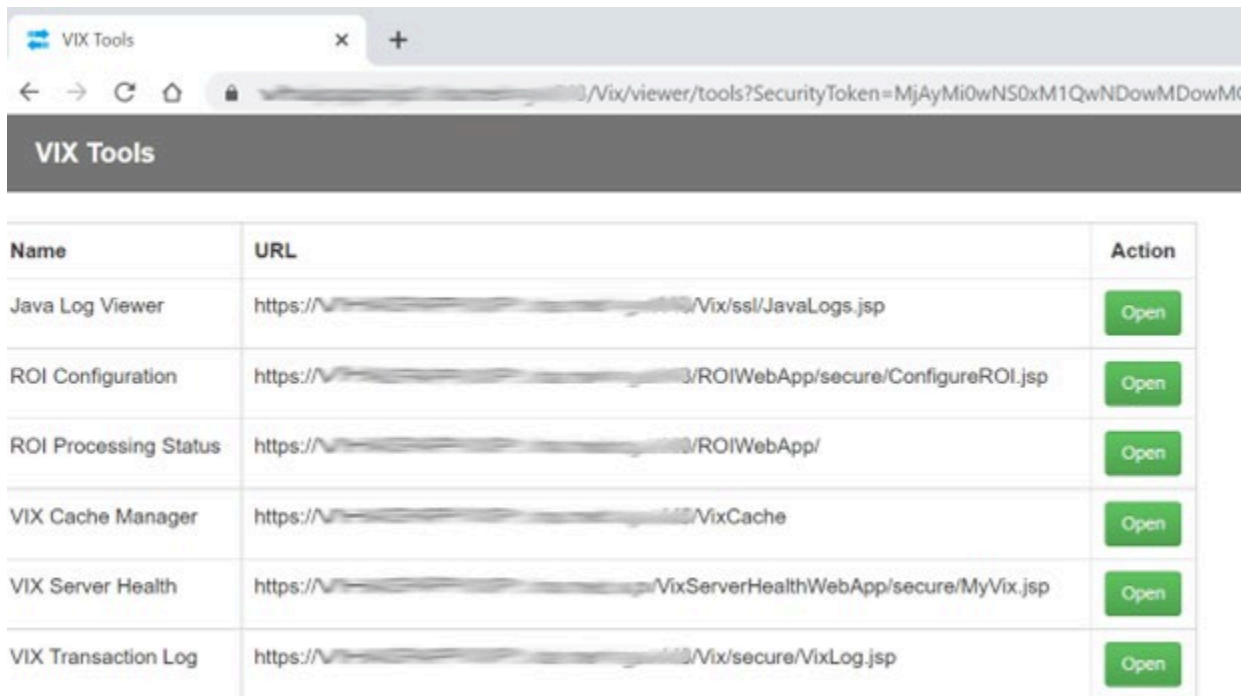 VIX Tools
/Vix/viewer/tools?SecurityToken=MjAyMi0wNS0xM1QwNDowMDowM
VIX Tools
Name URL Action
Java Log Viewer https:// /Vix/ssl/JavaLogs.jsp Open
ROI Configuration https:// /ROIWebApp/secure/ConfigureROI.jsp Open
ROI Processing Status https:// /ROIWebApp/ Open
VIX Cache Manager https:// /VixCache Open
VIX Server Health https:// /VixServerHealthWebApp/secure/MyVix.jsp Open
VIX Transaction Log https:// /Vix/secure/VixLog.jsp Open